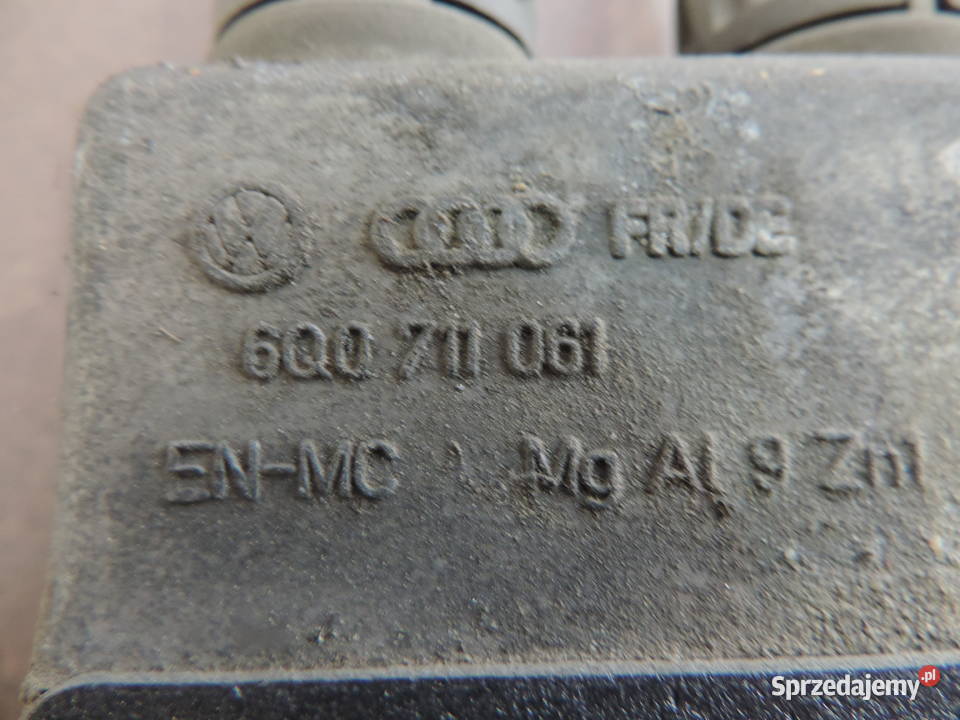 FR/DE
6Q0 711 061
EN-MC Mg Al 9 Zn1
Sprzedajemy.pl